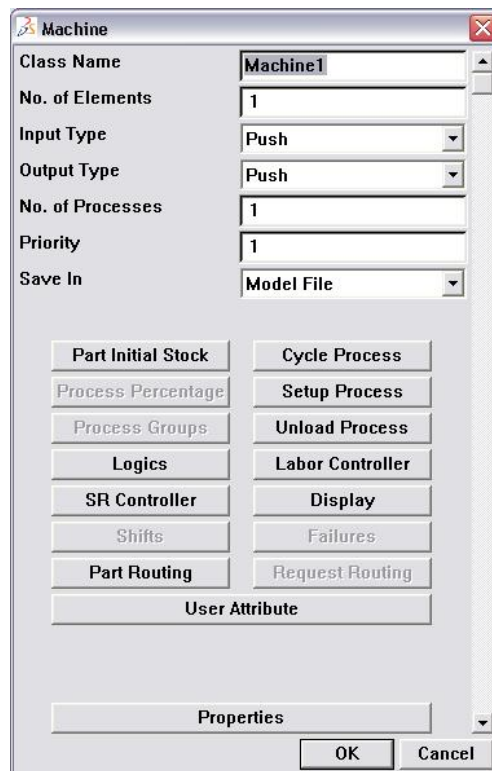 Machine
Class Name Machine1
No. of Elements 1
Input Type Push
Output Type Push
No. of Processes 1
Priority 1
Save In Model File
Part Initial Stock Cycle Process
Process Percentage Setup Process
Process Groups Unload Process
Logics Labor Controller
SR Controller Display
Shifts Failures
Part Routing Request Routing
User Attribute
Properties
OK Cancel